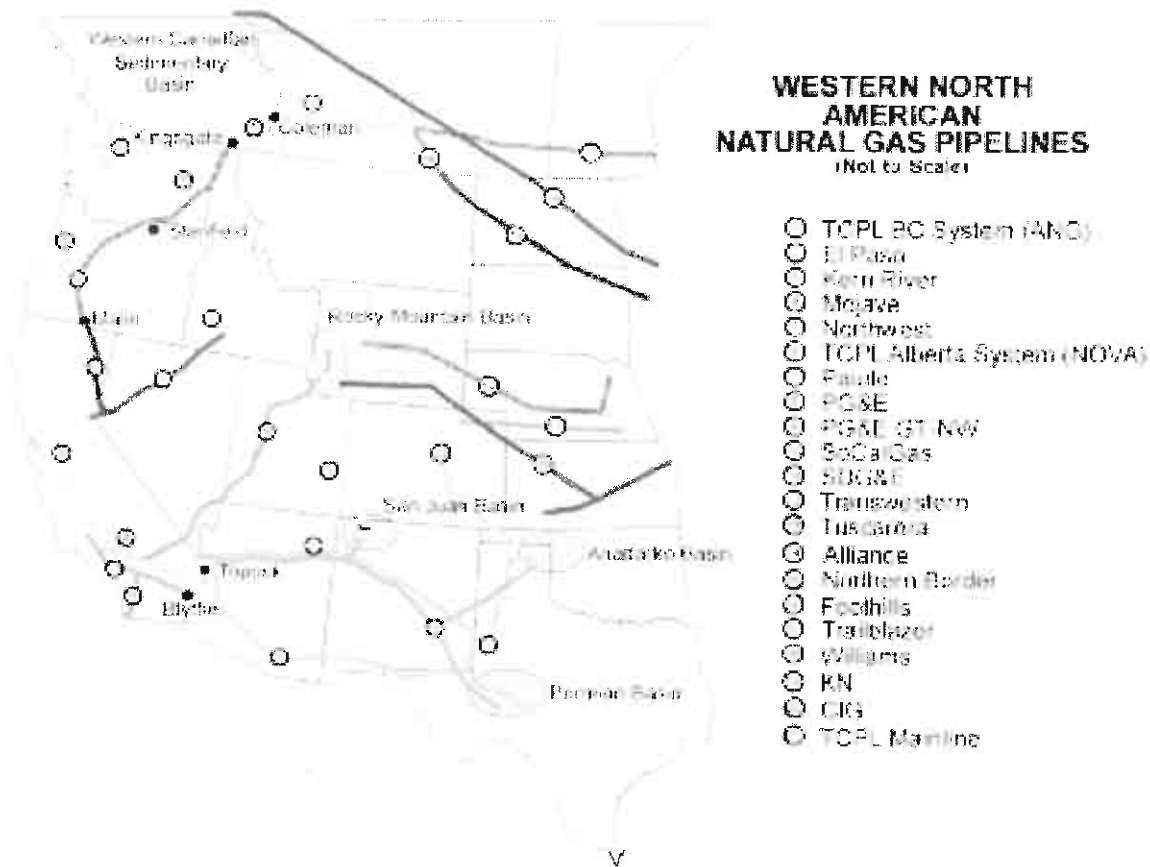 WESTERN NORTH
AMERICAN
NATURAL GAS PIPELINES
(Not to Scale)
Western Canadian
Sedimentary
Basin
Kingsgate
Coleman
Stanfield
Malin
Rocky Mountain Basin
San Juan Basin
Anadarko Basin
Topock
Blythe
Permian Basin
TCPL BC System (ANG)
El Paso
Kern River
Mojave
Northwest
TCPL Alberta System (NOVA)
Paiute
PG&E
PG&E GT-NW
SoCalGas
SDG&E
Transwestern
Tuscarora
Alliance
Northern Border
Foothills
Trailblazer
Williams
KN
CIG
TCPL Mainline